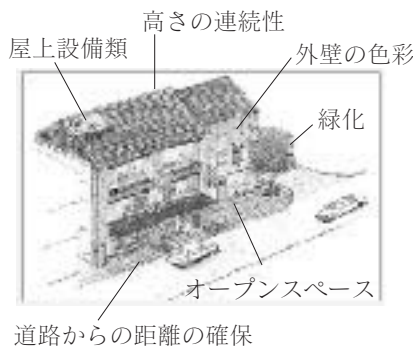 高さの連続性
屋上設備類
外壁の色彩
緑化
オープンスペース
道路からの距離の確保